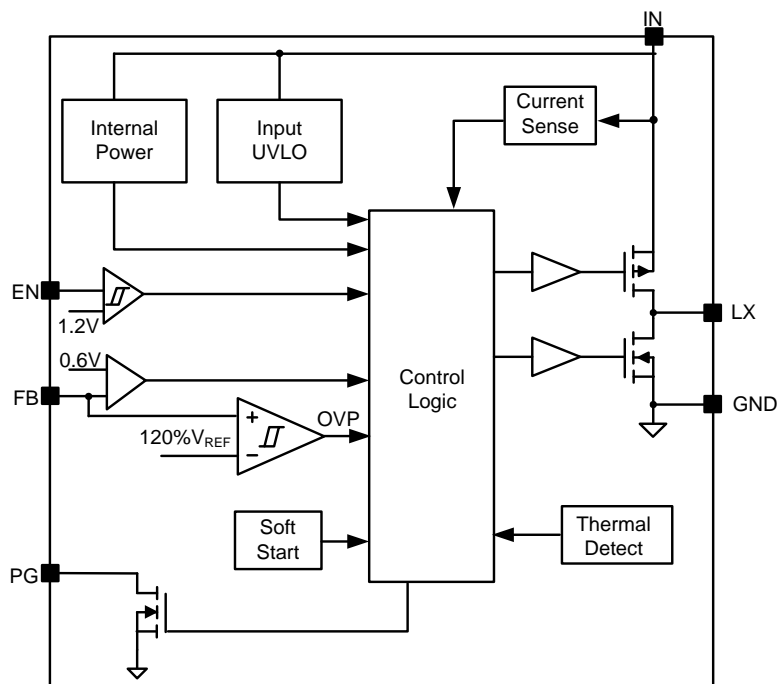 IN
Internal
Power
Input
UVLO
Current
Sense
EN
1.2V
0.6V
FB
120%VREF
+
−
OVP
Control
Logic
LX
GND
Soft
Start
Thermal
Detect
PG